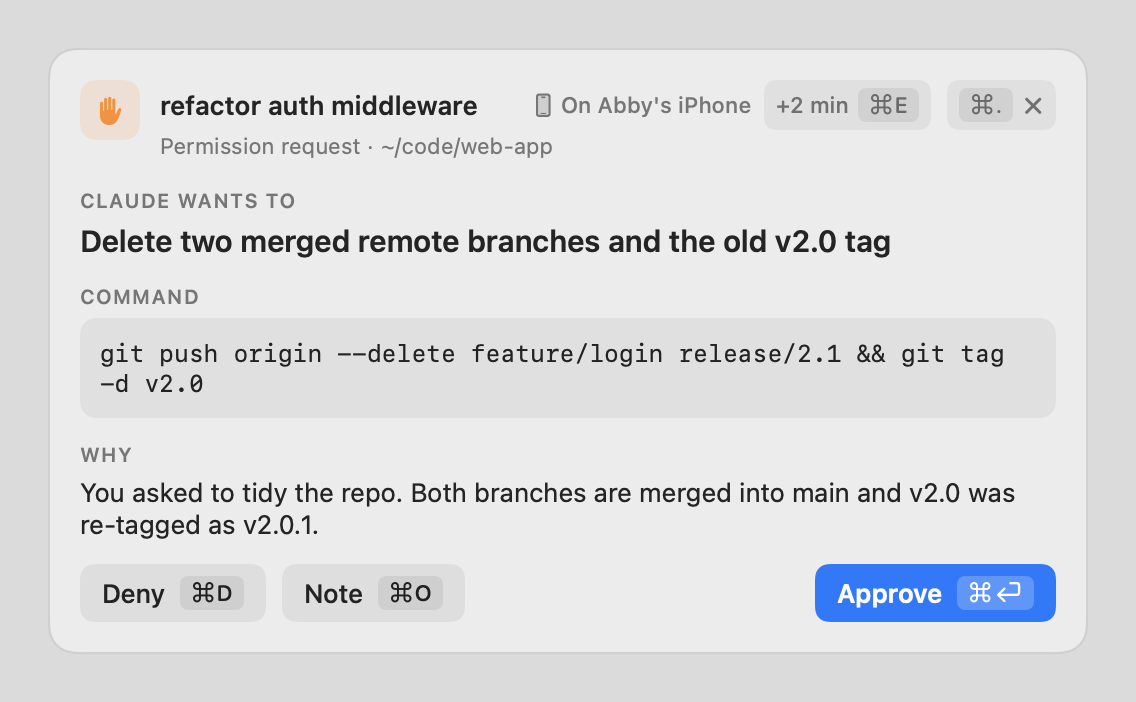 refactor auth middleware
On Abby's iPhone
+2 min ⌘E
⌘.
Permission request · ~/code/web-app
CLAUDE WANTS TO
Delete two merged remote branches and the old v2.0 tag
COMMAND
git push origin --delete feature/login release/2.1 && git tag
-d v2.0
WHY
You asked to tidy the repo. Both branches are merged into main and v2.0 was
re-tagged as v2.0.1.
Deny ⌘D
Note ⌘O
Approve ⌘↩